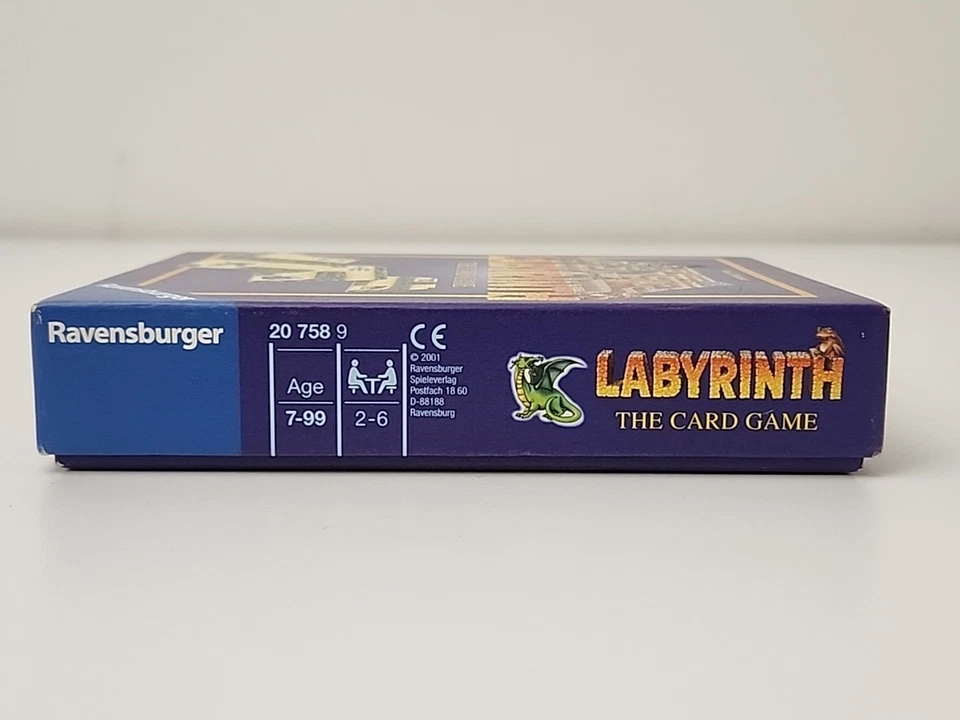 Ravensburger
20 758 9
Age
7-99
2-6
CE
© 2001
Ravensburger
Spieleverlag
Postfach 18 60
D-88188
Ravensburg
LABYRINTH
THE CARD GAME